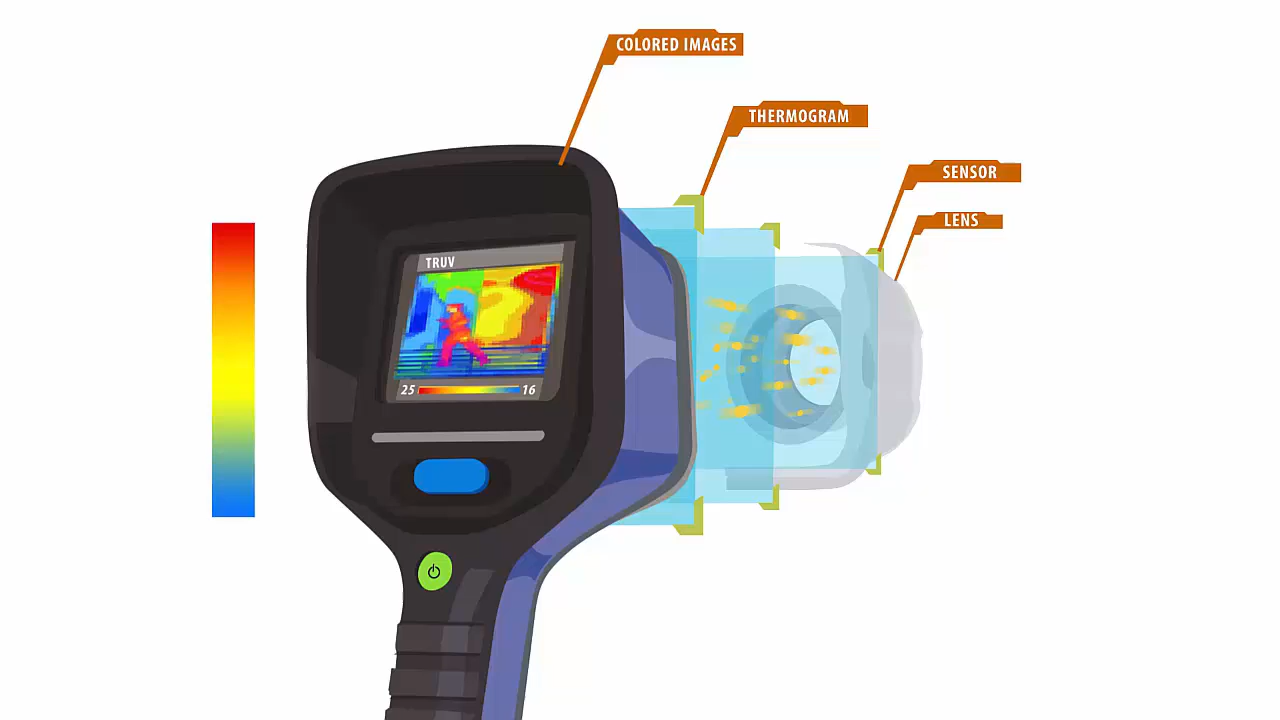 COLORED IMAGES
THERMOGRAM
SENSOR
LENS
TRUV
25 16